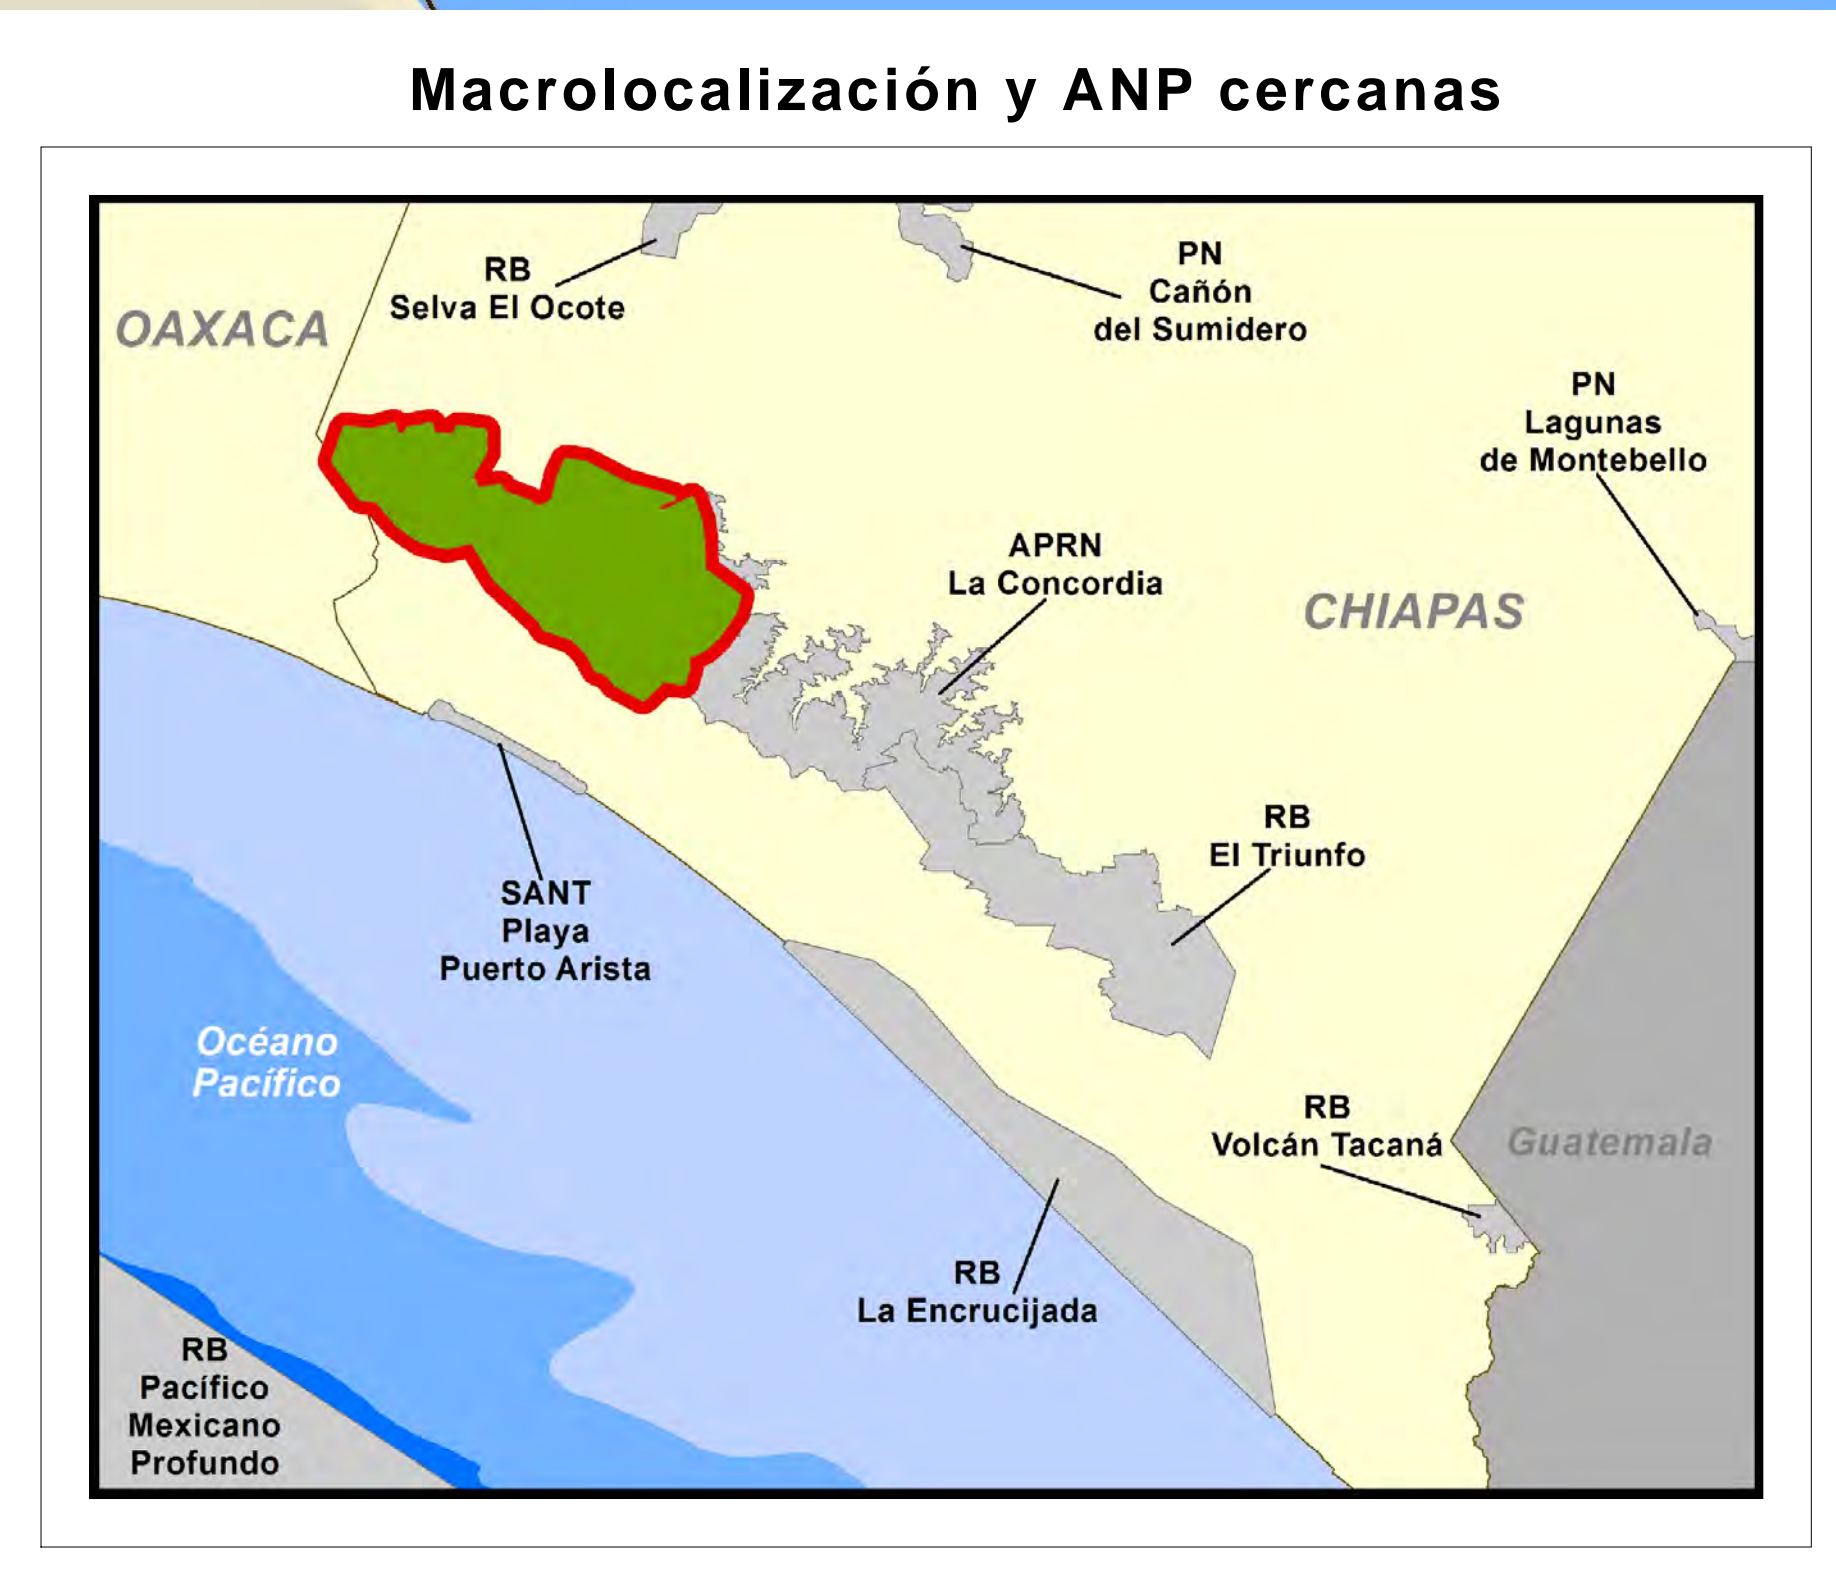 Macrolocalización y ANP cercanas
RB
Selva El Ocote
PN
Cañón
del Sumidero
OAXACA
PN
Lagunas
de Montebello
APRN
La Concordia
CHIAPAS
RB
El Triunfo
SANT
Playa
Puerto Arista
Océano
Pacífico
RB
Volcán Tacaná
Guatemala
RB
La Encrucijada
RB
Pacífico
Mexicano
Profundo